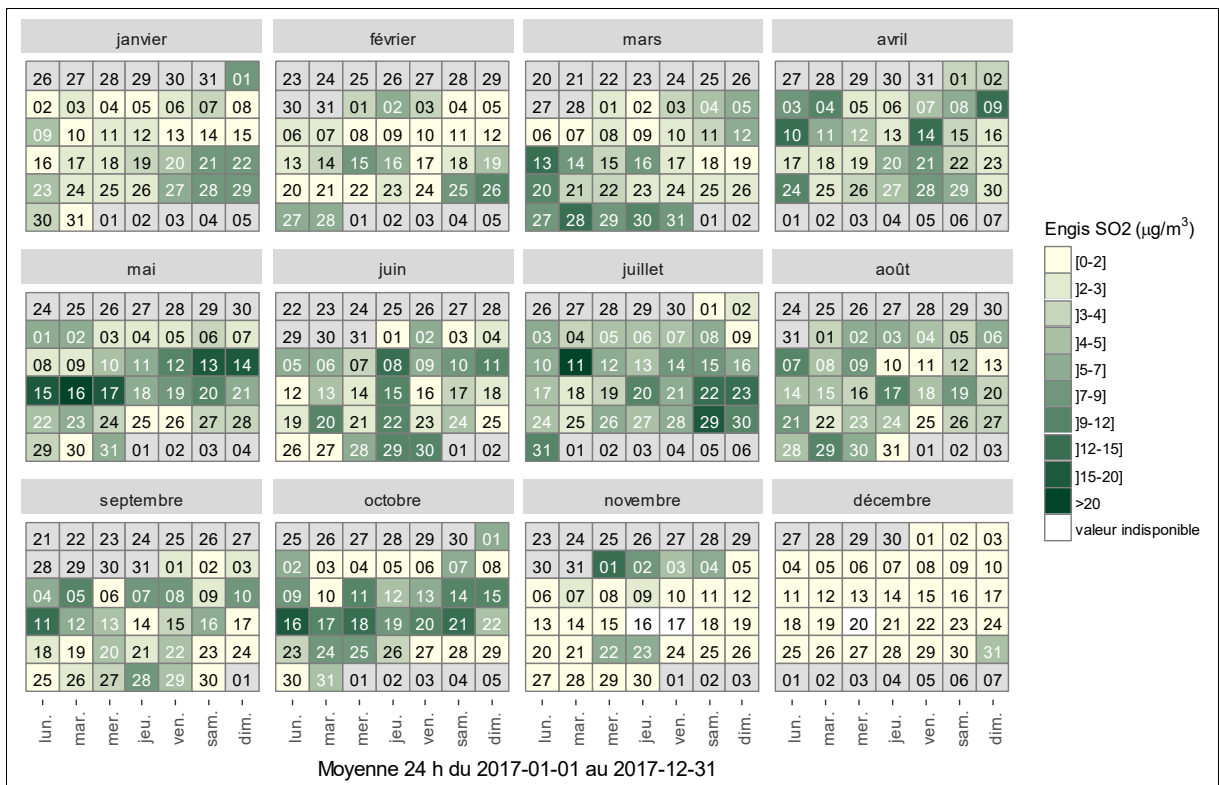 janvier février mars avril
26 27 28 29 30 31 01 23 24 25 26 27 28 29 20 21 22 23 24 25 26 27 28 29 30 31 01 02
02 03 04 05 06 07 08 30 31 01 02 03 04 05 27 28 01 02 03 04 05 03 04 05 06 07 08 09
09 10 11 12 13 14 15 06 07 08 09 10 11 12 06 07 08 09 10 11 12 10 11 12 13 14 15 16
16 17 18 19 20 21 22 13 14 15 16 17 18 19 13 14 15 16 17 18 19 17 18 19 20 21 22 23
23 24 25 26 27 28 29 20 21 22 23 24 25 26 20 21 22 23 24 25 26 24 25 26 27 28 29 30
30 31 01 02 03 04 05 27 28 01 02 03 04 05 27 28 29 30 31 01 02 01 02 03 04 05 06 07
mai juin juillet août
24 25 26 27 28 29 30 22 23 24 25 26 27 28 26 27 28 29 30 01 02 24 25 26 27 28 29 30
01 02 03 04 05 06 07 29 30 31 01 02 03 04 03 04 05 06 07 08 09 31 01 02 03 04 05 06
08 09 10 11 12 13 14 05 06 07 08 09 10 11 10 11 12 13 14 15 16 07 08 09 10 11 12 13
15 16 17 18 19 20 21 12 13 14 15 16 17 18 17 18 19 20 21 22 23 14 15 16 17 18 19 20
22 23 24 25 26 27 28 19 20 21 22 23 24 25 24 25 26 27 28 29 30 21 22 23 24 25 26 27
29 30 31 01 02 03 04 26 27 28 29 30 01 02 31 01 02 03 04 05 06 28 29 30 31 01 02 03
septembre octobre novembre décembre
21 22 23 24 25 26 27 25 26 27 28 29 30 01 23 24 25 26 27 28 29 27 28 29 30 01 02 03
28 29 30 31 01 02 03 02 03 04 05 06 07 08 30 31 01 02 03 04 05 04 05 06 07 08 09 10
04 05 06 07 08 09 10 09 10 11 12 13 14 15 06 07 08 09 10 11 12 11 12 13 14 15 16 17
11 12 13 14 15 16 17 16 17 18 19 20 21 22 13 14 15 16 17 18 19 18 19 20 21 22 23 24
18 19 20 21 22 23 24 23 24 25 26 27 28 29 20 21 22 23 24 25 26 25 26 27 28 29 30 31
25 26 27 28 29 30 01 30 31 01 02 03 04 05 27 28 29 30 01 02 03 01 02 03 04 05 06 07
lun. mar. mer. jeu. ven. sam. dim. lun. mar. mer. jeu. ven. sam. dim. lun. mar. mer. jeu. ven. sam. dim. lun. mar. mer. jeu. ven. sam. dim.
Moyenne 24 h du 2017-01-01 au 2017-12-31
Engis SO2 (μg/m³)
[0-2]
]2-3]
]3-4]
]4-5]
]5-7]
]7-9]
]9-12]
]12-15]
]15-20]
>20
valeur indisponible